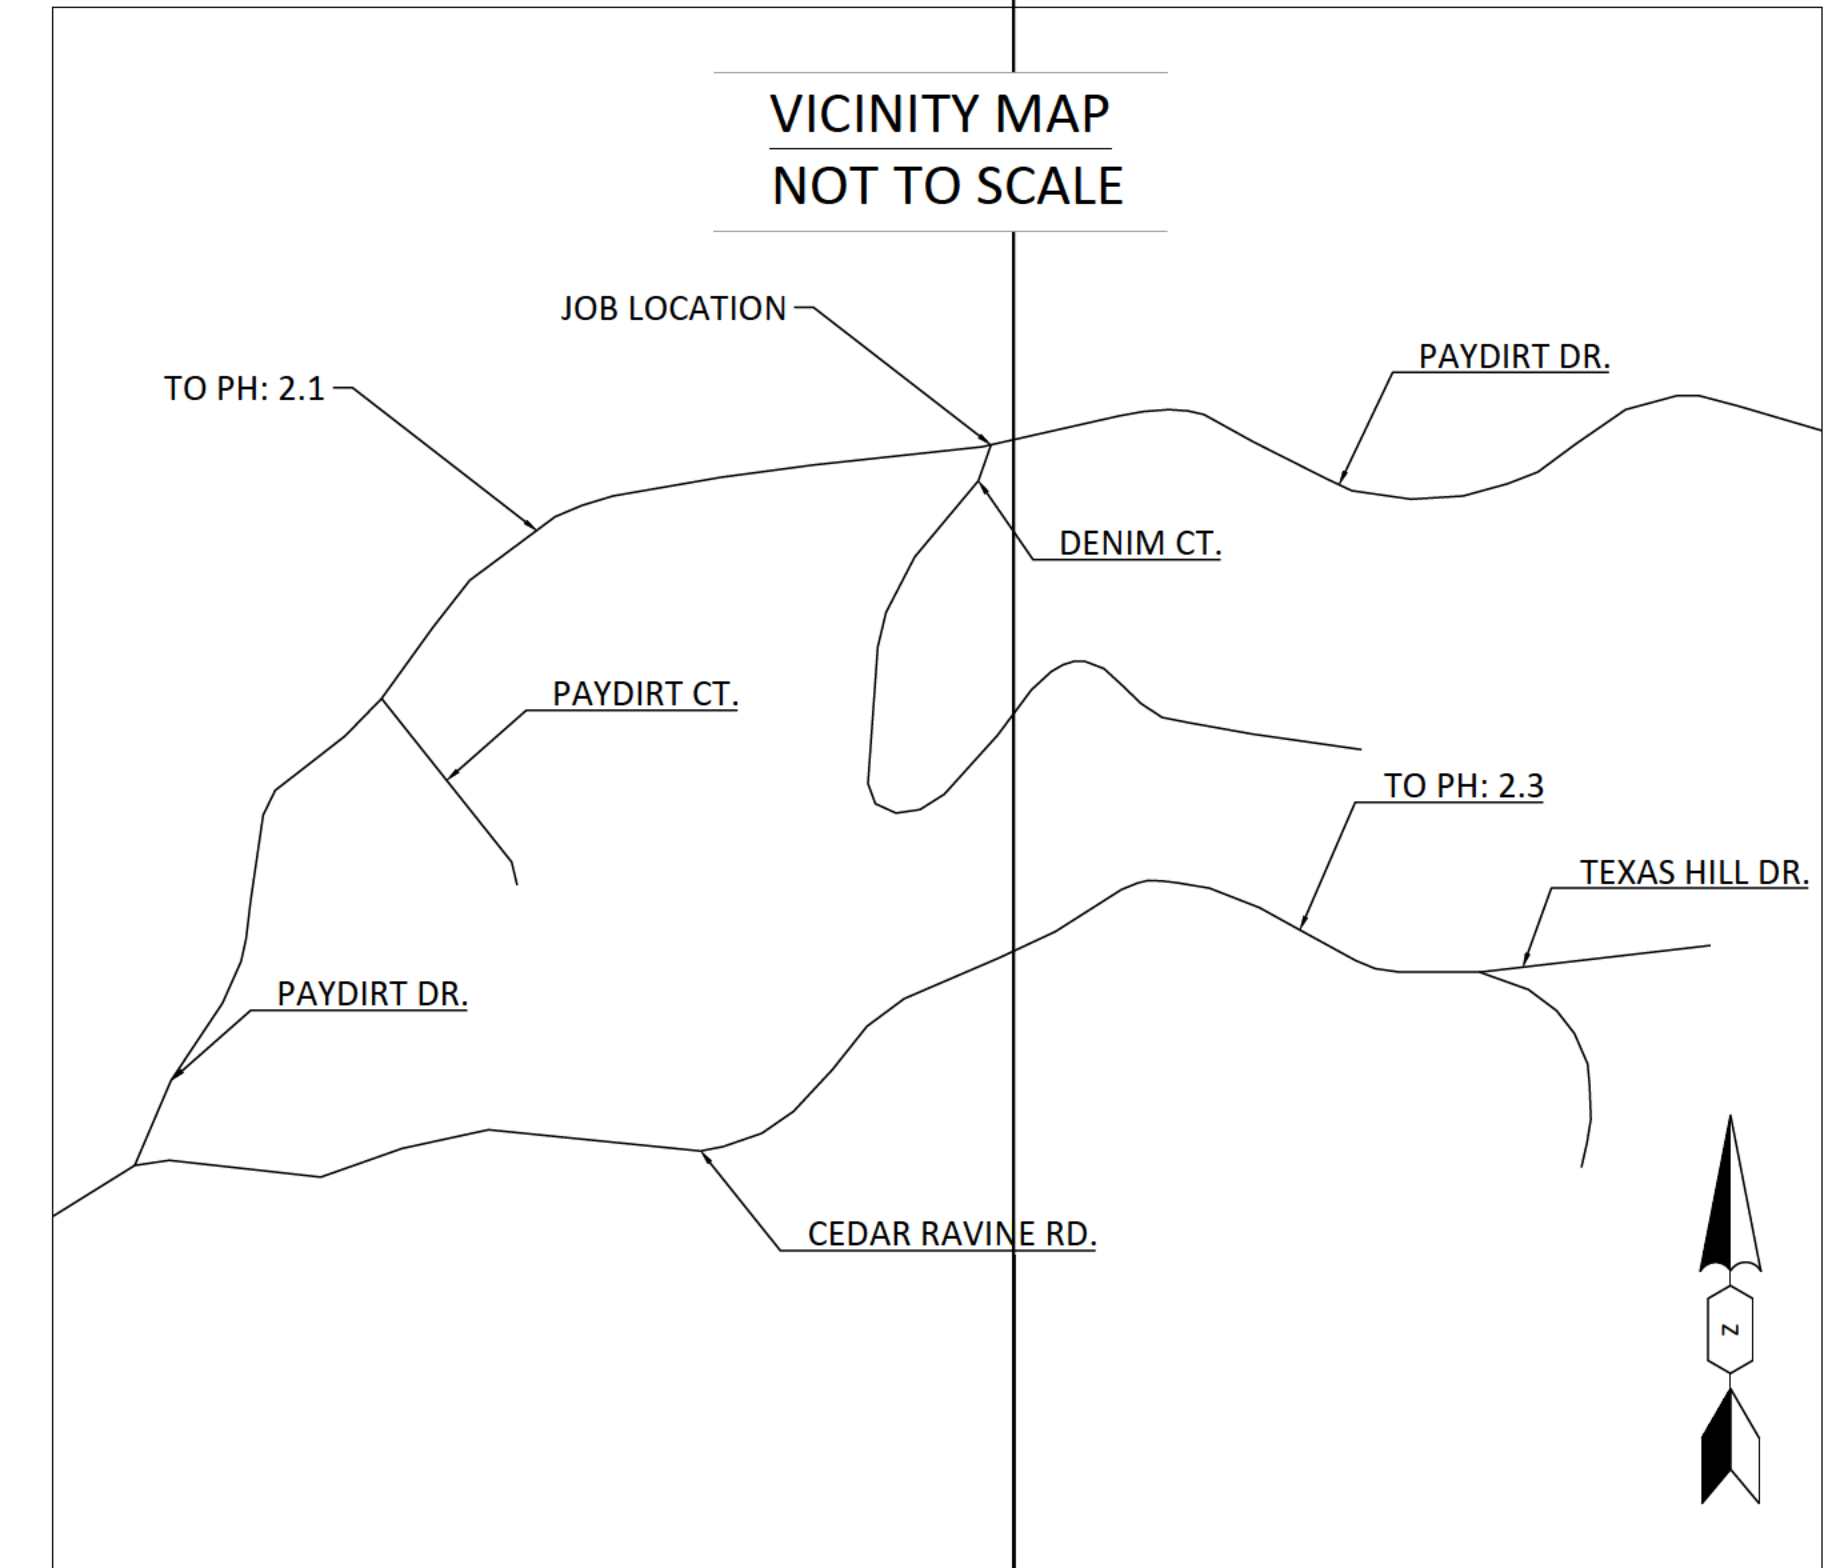 VICINITY MAP
NOT TO SCALE
JOB LOCATION
PAYDIRT DR.
TO PH: 2.1
DENIM CT.
PAYDIRT CT.
TO PH: 2.3
TEXAS HILL DR.
PAYDIRT DR.
CEDAR RAVINE RD.
N